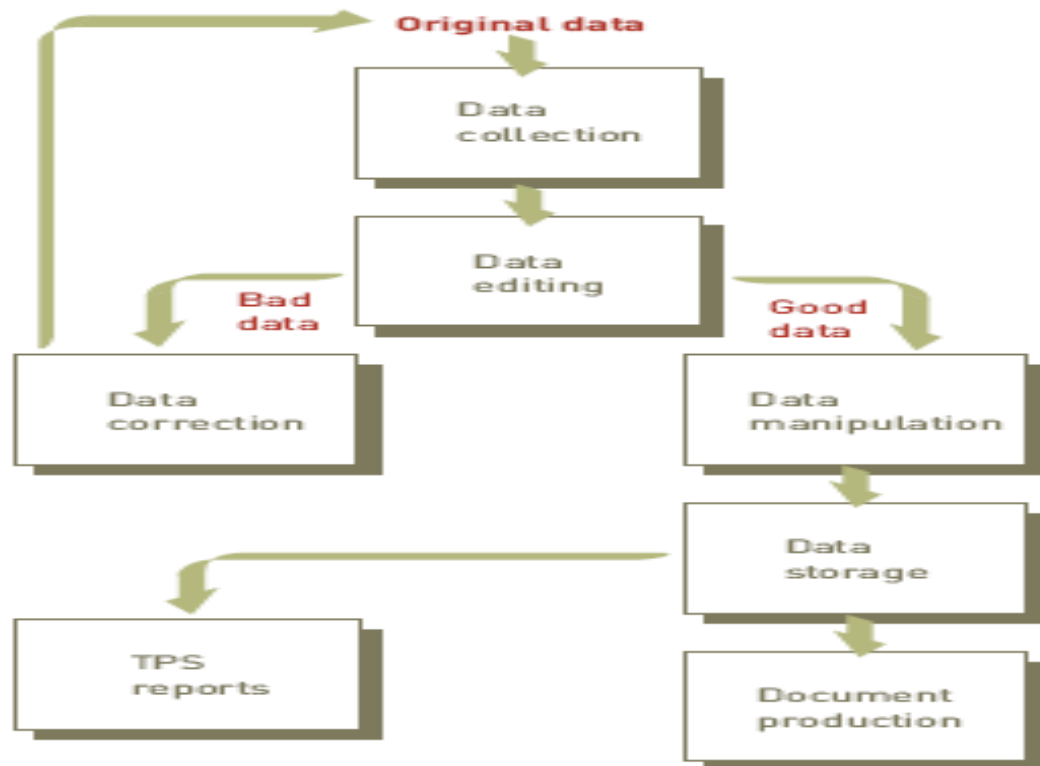 Original data
Data
collection
Data
editing
Bad
data
Good
data
Data
correction
Data
manipulation
Data
storage
TPS
reports
Document
production